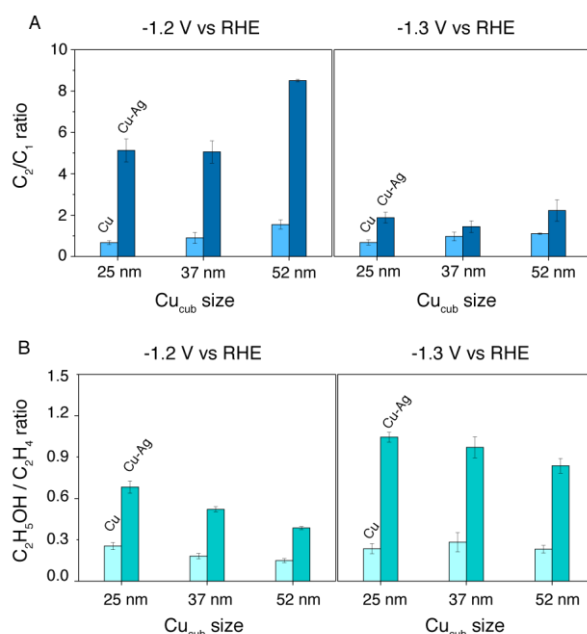 A
-1.2 V vs RHE
-1.3 V vs RHE
C₂/C₁ ratio
10
8
6
4
2
0
Cu
Cu-Ag
Cu
Cu-Ag
25 nm
37 nm
52 nm
25 nm
37 nm
52 nm
Cu_cub size
Cu_cub size
B
-1.2 V vs RHE
-1.3 V vs RHE
C₂H₅OH / C₂H₄ ratio
1.5
1.2
0.9
0.6
0.3
0.0
Cu
Cu-Ag
Cu
Cu-Ag
25 nm
37 nm
52 nm
25 nm
37 nm
52 nm
Cu_cub size
Cu_cub size